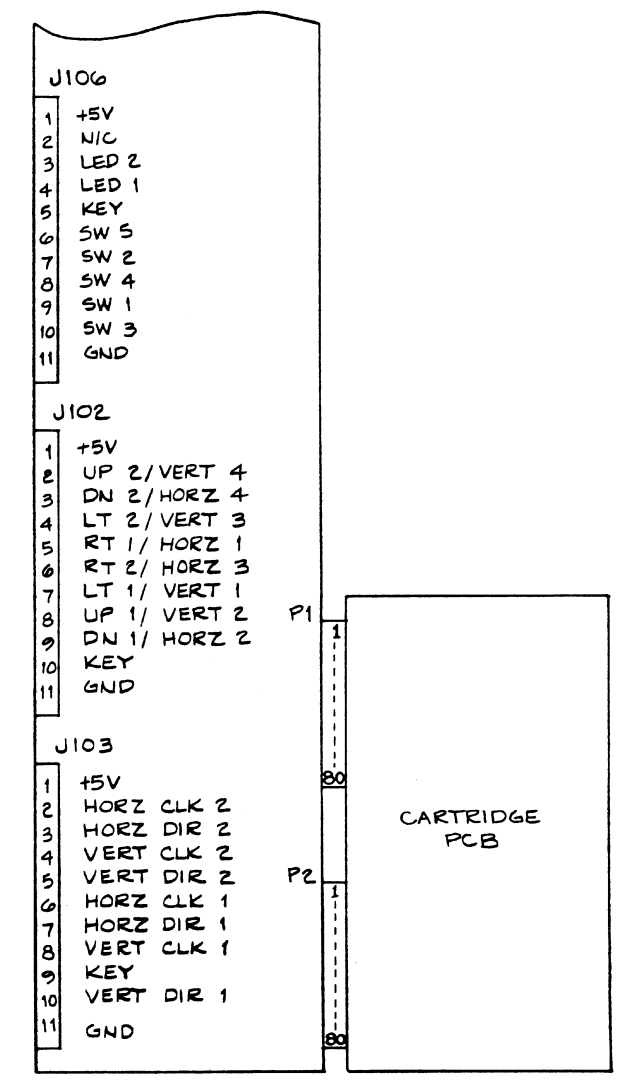 J106
1 +5V
2 N/C
3 LED 2
4 LED 1
5 KEY
6 SW 5
7 SW 2
8 SW 4
9 SW 1
10 SW 3
11 GND
J102
1 +5V
2 UP 2/VERT 4
3 DN 2/HORZ 4
4 LT 2/VERT 3
5 RT 1/ HORZ 1
6 RT 2/ HORZ 3
7 LT 1/ VERT 1
8 UP 1/ VERT 2
9 DN 1/ HORZ 2
10 KEY
11 GND
J103
1 +5V
2 HORZ CLK 2
3 HORZ DIR 2
4 VERT CLK 2
5 VERT DIR 2
6 HORZ CLK 1
7 HORZ DIR 1
8 VERT CLK 1
9 KEY
10 VERT DIR 1
11 GND
P1
1
80
P2
1
80
CARTRIDGE
PCB